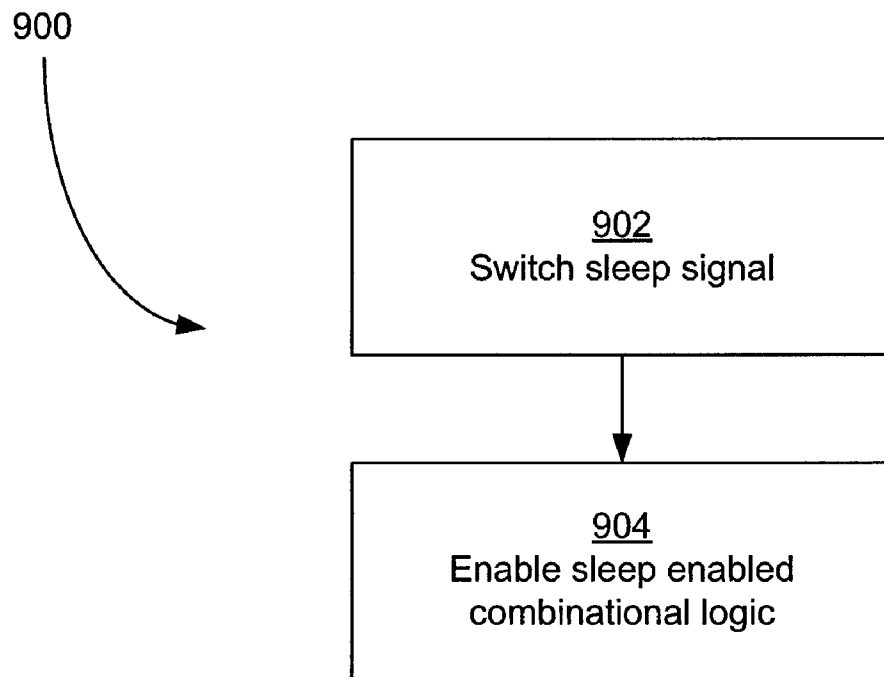 900
902
Switch sleep signal
904
Enable sleep enabled
combinational logic